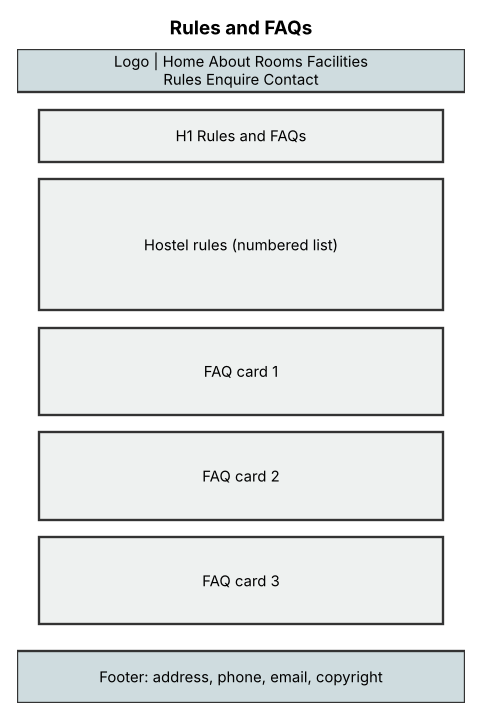 Rules and FAQs
Logo | Home About Rooms Facilities
Rules Enquire Contact
H1 Rules and FAQs
Hostel rules (numbered list)
FAQ card 1
FAQ card 2
FAQ card 3
Footer: address, phone, email, copyright